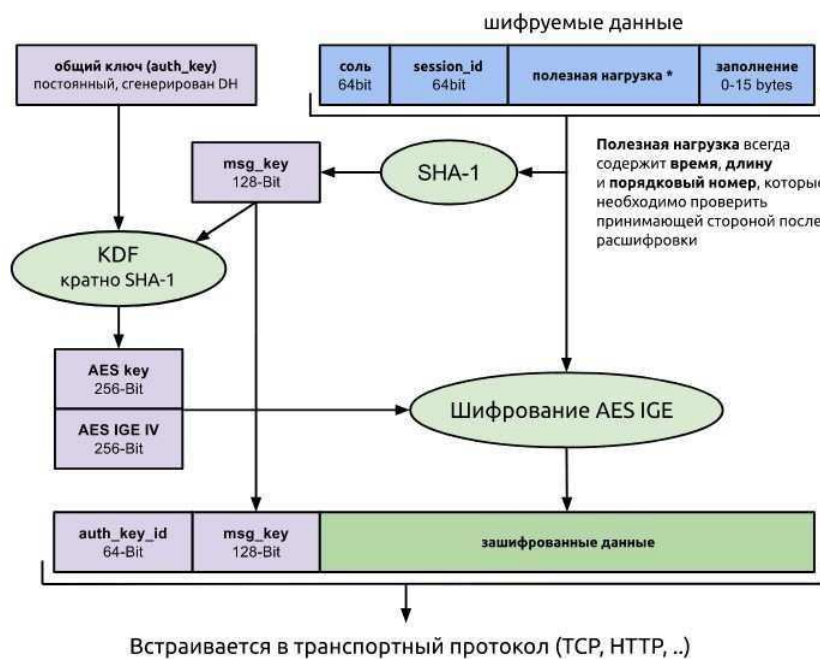 шифруемые данные
общий ключ (auth_key)
постоянный, сгенерирован DH
соль
64bit
session_id
64bit
полезная нагрузка *
заполнение
0-15 bytes
Полезная нагрузка всегда
содержит время, длину
и порядковый номер, которые
необходимо проверить
принимающей стороной после
расшифровки
msg_key
128-Bit
SHA-1
KDF
кратно SHA-1
AES key
256-Bit
AES IGE IV
256-Bit
Шифрование AES IGE
auth_key_id
64-Bit
msg_key
128-Bit
зашифрованные данные
Встраивается в транспортный протокол (TCP, HTTP, ..)